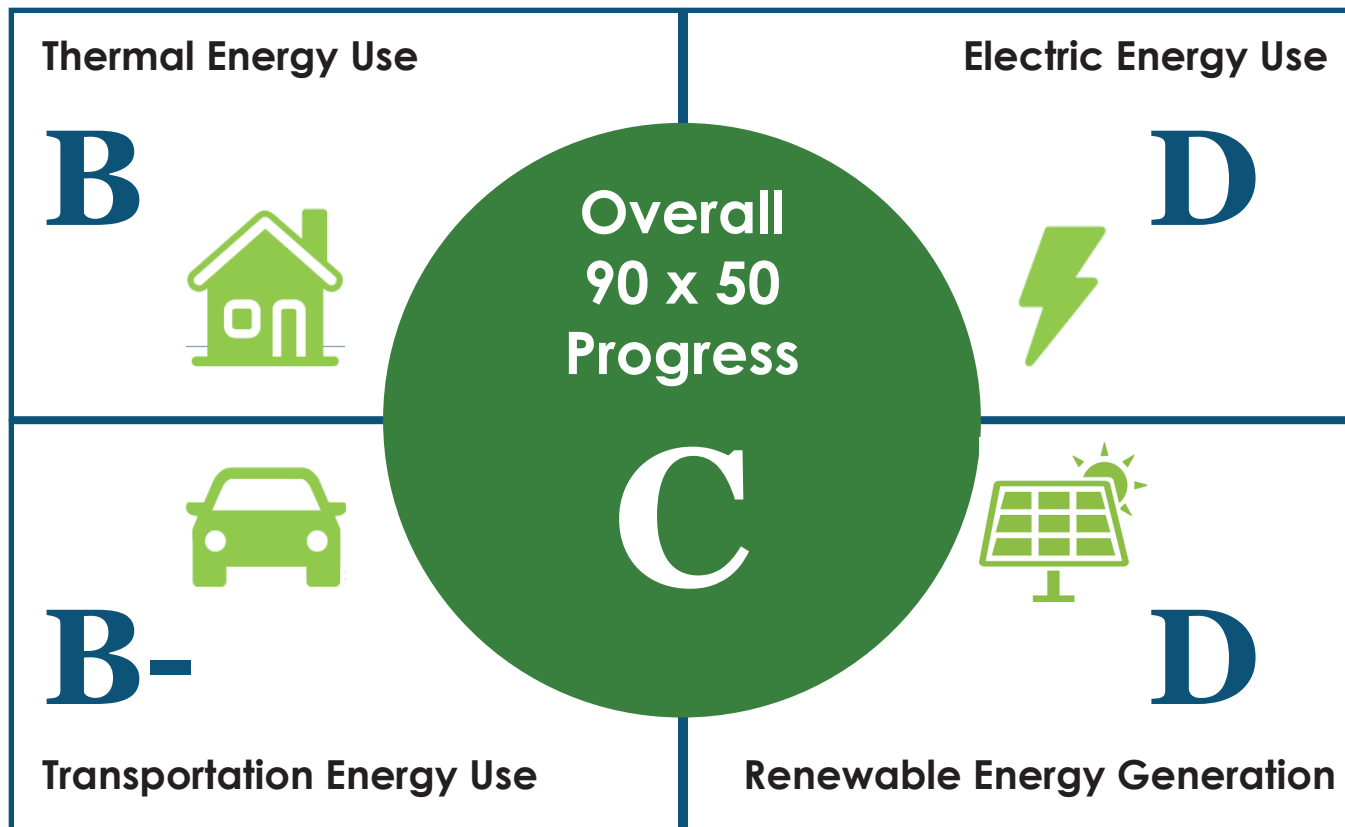 Thermal Energy Use
B
Electric Energy Use
D
Overall
90 x 50
Progress
C
B-
Transportation Energy Use
D
Renewable Energy Generation